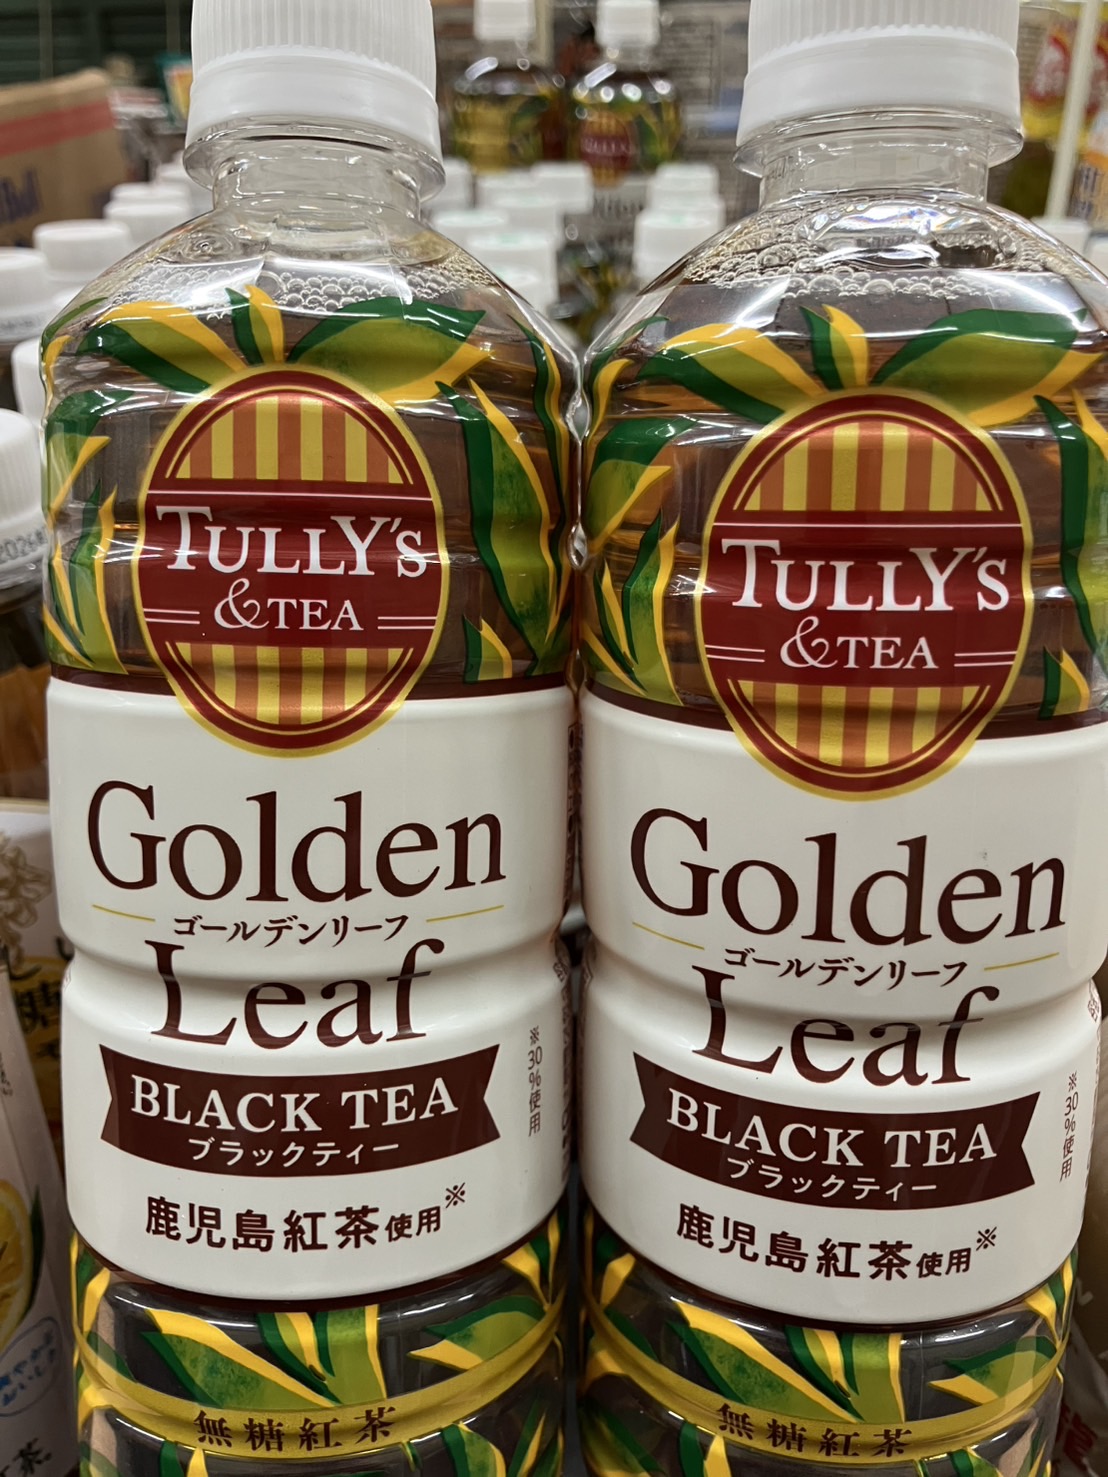 TULLY'S
&TEA
Golden
ゴールデンリーフ
Leaf
BLACK TEA
ブラックティー
※30%使用
鹿児島紅茶使用※
無糖紅茶
TULLY'S
&TEA
Golden
ゴールデンリーフ
Leaf
BLACK TEA
ブラックティー
※30%使用
鹿児島紅茶使用※
無糖紅茶
2026